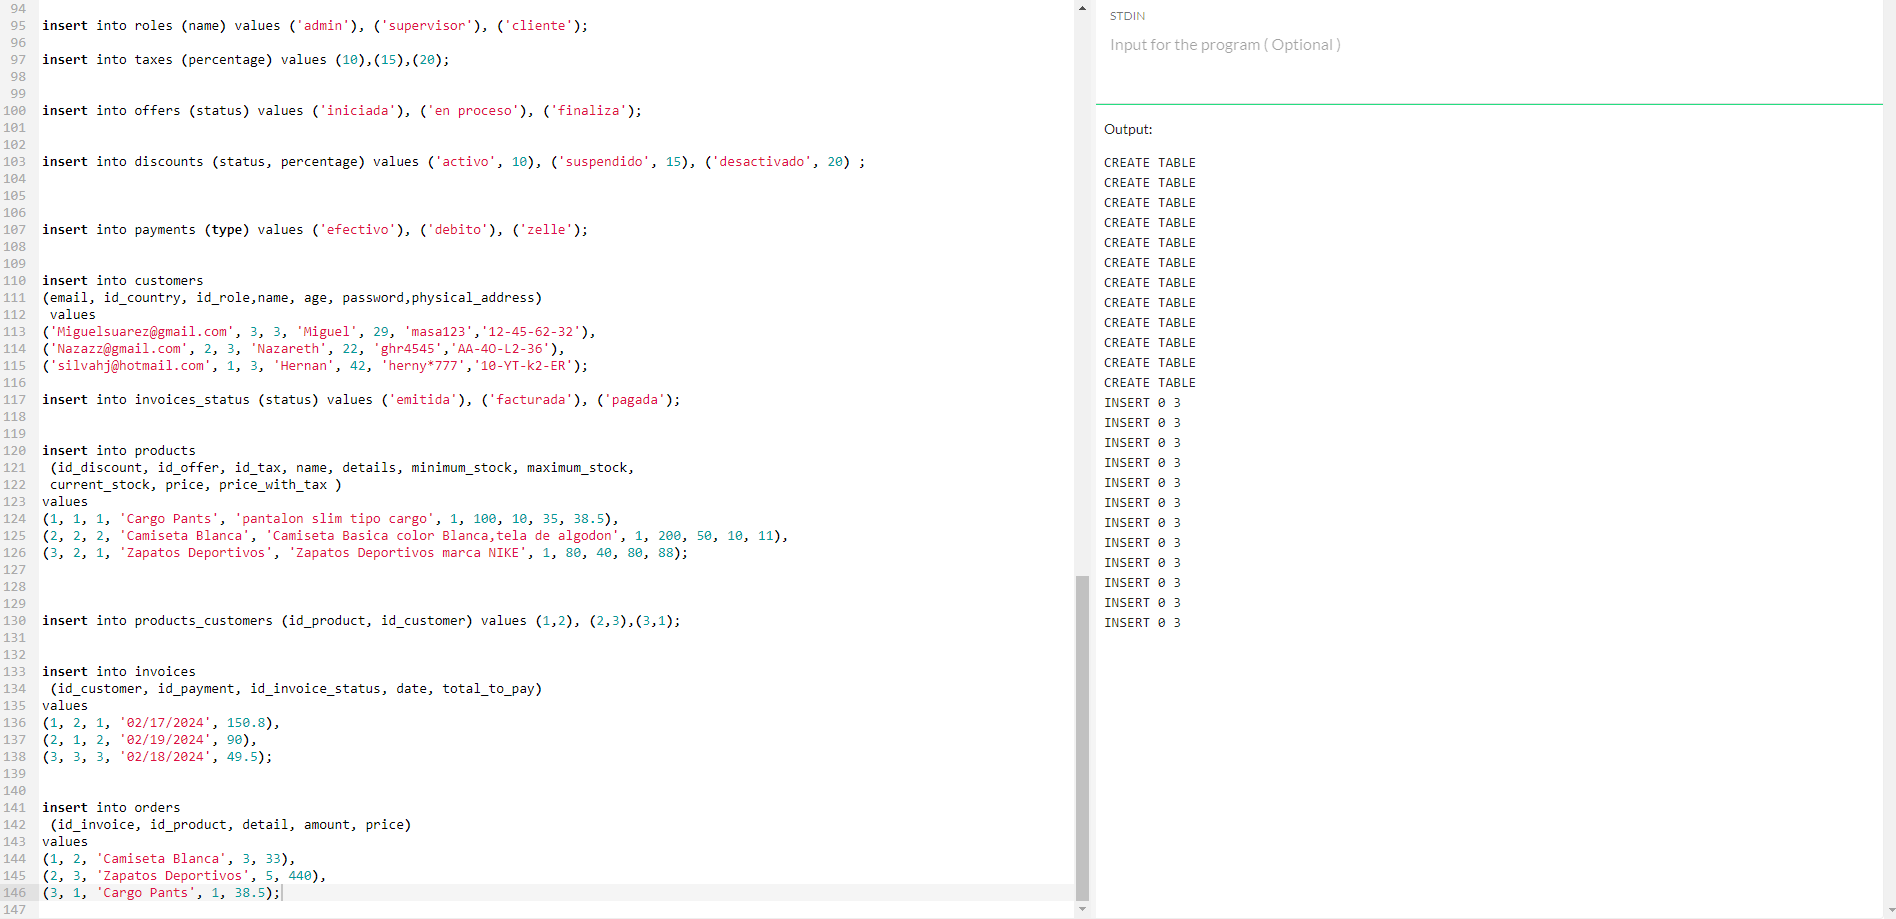 94
95 insert into roles (name) values ('admin'), ('supervisor'), ('cliente');
96
97 insert into taxes (percentage) values (10),(15),(20);
98
99
100 insert into offers (status) values ('iniciada'), ('en proceso'), ('finaliza');
101
102
103 insert into discounts (status, percentage) values ('activo', 10), ('suspendido', 15), ('desactivado', 20) ;
104
105
106
107 insert into payments (type) values ('efectivo'), ('debito'), ('zelle');
108
109
110 insert into customers
111 (email, id_country, id_role,name, age, password,physical_address)
112 values
113 ('Miguelsuarez@gmail.com', 3, 3, 'Miguel', 29, 'masa123','12-45-62-32'),
114 ('Nazazz@gmail.com', 2, 3, 'Nazareth', 22, 'ghr4545','AA-4O-L2-36'),
115 ('silvahj@hotmail.com', 1, 3, 'Hernan', 42, 'herny*777','10-YT-k2-ER');
116
117 insert into invoices_status (status) values ('emitida'), ('facturada'), ('pagada');
118
119
120 insert into products
121 (id_discount, id_offer, id_tax, name, details, minimum_stock, maximum_stock,
122 current_stock, price, price_with_tax )
123 values
124 (1, 1, 1, 'Cargo Pants', 'pantalon slim tipo cargo', 1, 100, 10, 35, 38.5),
125 (2, 2, 2, 'Camiseta Blanca', 'Camiseta Basica color Blanca,tela de algodon', 1, 200, 50, 10, 11),
126 (3, 2, 1, 'Zapatos Deportivos', 'Zapatos Deportivos marca NIKE', 1, 80, 40, 80, 88);
127
128
129
130 insert into products_customers (id_product, id_customer) values (1,2), (2,3),(3,1);
131
132
133 insert into invoices
134 (id_customer, id_payment, id_invoice_status, date, total_to_pay)
135 values
136 (1, 2, 1, '02/17/2024', 150.8),
137 (2, 1, 2, '02/19/2024', 90),
138 (3, 3, 3, '02/18/2024', 49.5);
139
140
141 insert into orders
142 (id_invoice, id_product, detail, amount, price)
143 values
144 (1, 2, 'Camiseta Blanca', 3, 33),
145 (2, 3, 'Zapatos Deportivos', 5, 440),
146 (3, 1, 'Cargo Pants', 1, 38.5);
147
STDIN
Input for the program ( Optional )
Output:
CREATE TABLE
CREATE TABLE
CREATE TABLE
CREATE TABLE
CREATE TABLE
CREATE TABLE
CREATE TABLE
CREATE TABLE
CREATE TABLE
CREATE TABLE
CREATE TABLE
CREATE TABLE
INSERT 0 3
INSERT 0 3
INSERT 0 3
INSERT 0 3
INSERT 0 3
INSERT 0 3
INSERT 0 3
INSERT 0 3
INSERT 0 3
INSERT 0 3
INSERT 0 3
INSERT 0 3